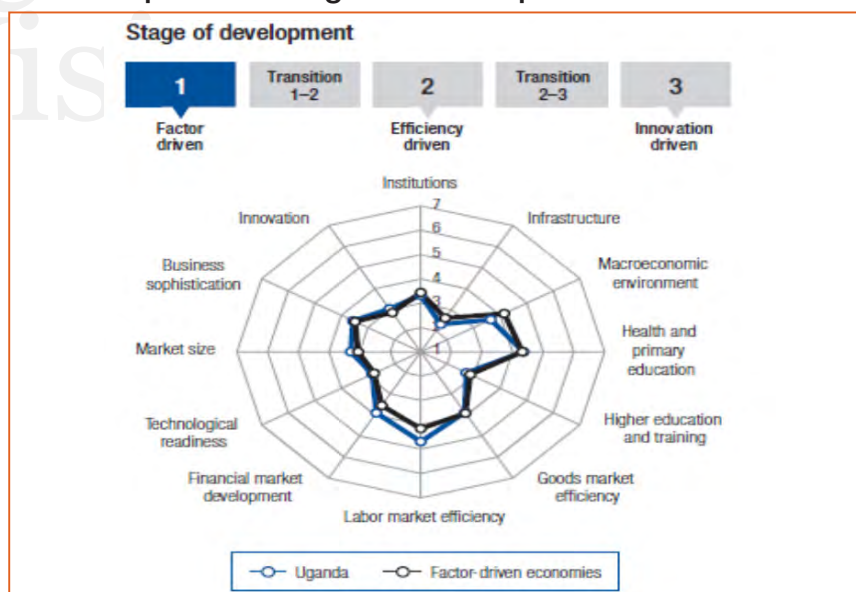 Stage of development
1
Transition
1–2
2
Transition
2–3
3
Factor
driven
Efficiency
driven
Innovation
driven
Institutions
7
6
5
4
3
2
1
Innovation
Infrastructure
Business
sophistication
Macroeconomic
environment
Market size
Health and
primary
education
Technological
readiness
Higher education
and training
Financial market
development
Goods market
efficiency
Labor market efficiency
Uganda
Factor-driven economies